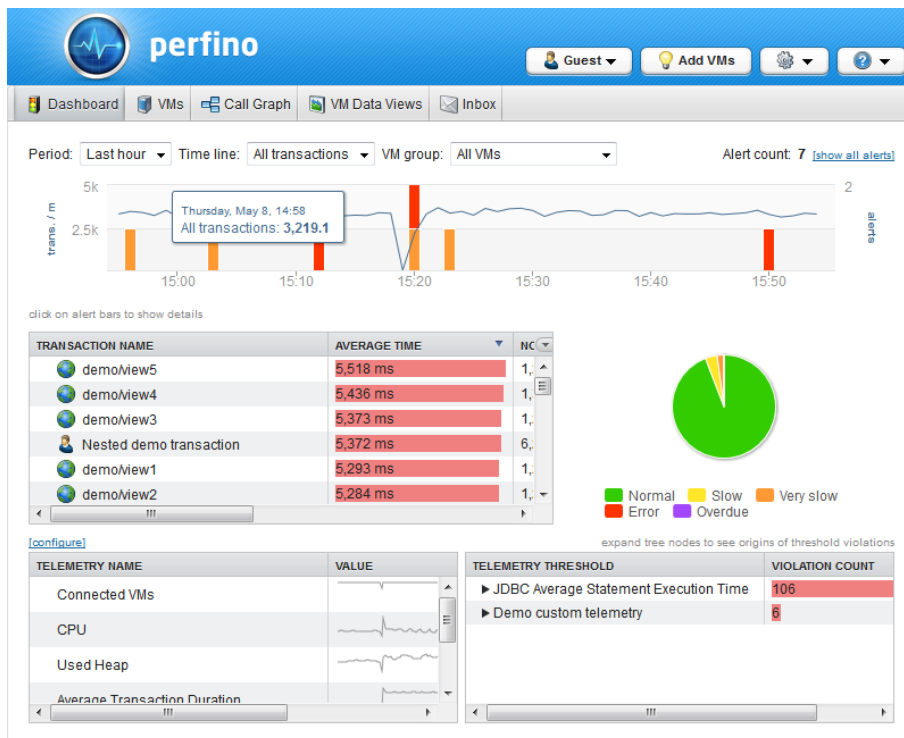 perfino
Guest Add VMs
Dashboard VMs Call Graph VM Data Views Inbox
Period: Last hour Time line: All transactions VM group: All VMs Alert count: 7 [show all alerts]
5k 2
Thursday, May 8, 14:58
All transactions: 3,219.1
trans. / m
2.5k
alerts
15:00 15:10 15:20 15:30 15:40 15:50
click on alert bars to show details
TRANSACTION NAME AVERAGE TIME
demo/view5 5,518 ms
demo/view4 5,436 ms
demo/view3 5,373 ms
Nested demo transaction 5,372 ms
demo/view1 5,293 ms
demo/view2 5,284 ms
Normal Slow Very slow
Error Overdue
[configure] expand tree nodes to see origins of threshold violations
TELEMETRY NAME VALUE TELEMETRY THRESHOLD VIOLATION COUNT
Connected VMs JDBC Average Statement Execution Time 106
Demo custom telemetry 6
CPU
Used Heap
Average Transaction Duration